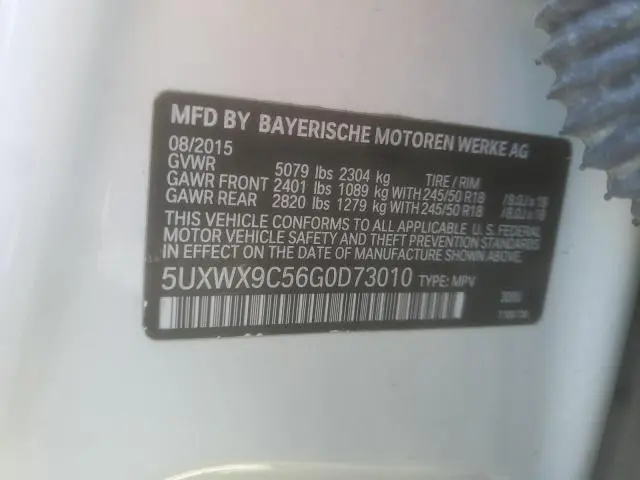 MFD BY BAYERISCHE MOTOREN WERKE AG
08/2015
GVWR 5079 lbs 2304 kg TIRE / RIM
GAWR FRONT 2401 lbs 1089 kg WITH 245/50 R18
GAWR REAR 2820 lbs 1279 kg WITH 245/50 R18
THIS VEHICLE CONFORMS TO ALL APPLICABLE U.S. FEDERAL
MOTOR VEHICLE SAFETY AND THEFT PREVENTION STANDARDS
IN EFFECT ON DATE OF MANUFACTURE SHOWN ABOVE
5UXWX9C56G0D73010 TYPE: MPV